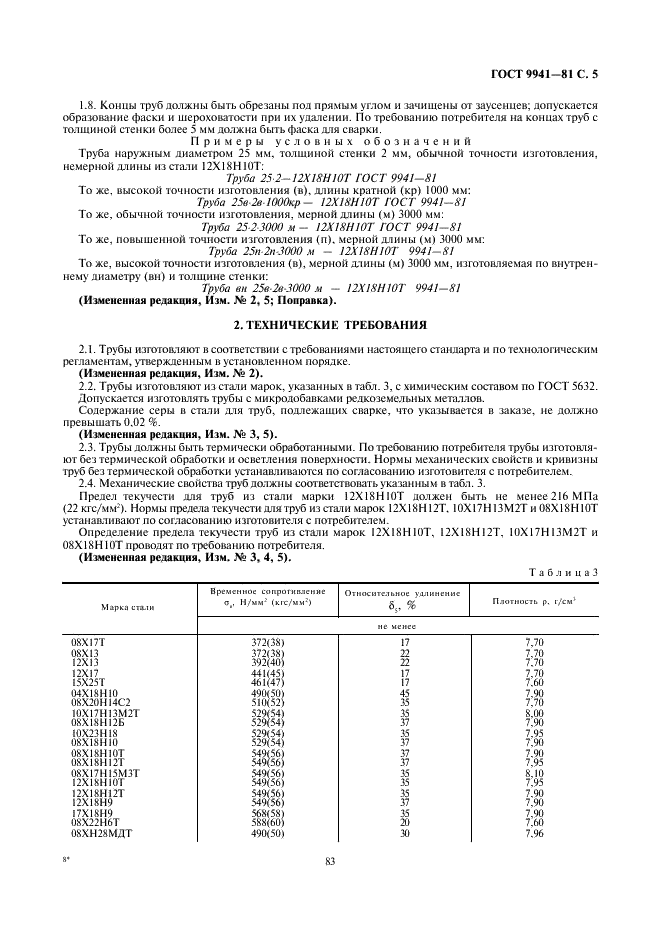 ГОСТ 9941—81 С. 5
1.8. Концы труб должны быть обрезаны под прямым углом и зачищены от заусенцев; допускается
образование фаски и шероховатости при их удалении. По требованию потребителя на концах труб с
толщиной стенки более 5 мм должна быть фаска для сварки.
Примеры условных обозначений
Труба наружным диаметром 25 мм, толщиной стенки 2 мм, обычной точности изготовления,
немерной длины из стали 12Х18Н10Т:
Труба 25·2—12Х18Н10Т ГОСТ 9941—81
То же, высокой точности изготовления (в), длины кратной (кр) 1000 мм:
Труба 25в·2в·1000кр — 12Х18Н10Т ГОСТ 9941—81
То же, обычной точности изготовления, мерной длины (м) 3000 мм:
Труба 25·2·3000 м — 12Х18Н10Т ГОСТ 9941—81
То же, повышенной точности изготовления (п), мерной длины (м) 3000 мм:
Труба 25п·2п·3000 м — 12Х18Н10Т 9941—81
То же, высокой точности изготовления (в), мерной длины (м) 3000 мм, изготовляемая по внутрен-
нему диаметру (вн) и толщине стенки:
Труба вн 25в·2в·3000 м — 12Х18Н10Т 9941—81
(Измененная редакция, Изм. № 2, 5; Поправка).
2. ТЕХНИЧЕСКИЕ ТРЕБОВАНИЯ
2.1. Трубы изготовляют в соответствии с требованиями настоящего стандарта и по технологическим
регламентам, утвержденным в установленном порядке.
(Измененная редакция, Изм. № 2).
2.2. Трубы изготовляют из стали марок, указанных в табл. 3, с химическим составом по ГОСТ 5632.
Допускается изготовлять трубы с микродобавками редкоземельных металлов.
Содержание серы в стали для труб, подлежащих сварке, что указывается в заказе, не должно
превышать 0,02 %.
(Измененная редакция, Изм. № 3, 5).
2.3. Трубы должны быть термически обработанными. По требованию потребителя трубы изготовля-
ют без термической обработки и осветления поверхности. Нормы механических свойств и кривизны
труб без термической обработки устанавливаются по согласованию изготовителя с потребителем.
2.4. Механические свойства труб должны соответствовать указанным в табл. 3.
Предел текучести для труб из стали марки 12Х18Н10Т должен быть не менее 216 МПа
(22 кгс/мм²). Нормы предела текучести для труб из стали марок 12Х18Н12Т, 10Х17Н13М2Т и 08Х18Н10Т
устанавливают по согласованию изготовителя с потребителем.
Определение предела текучести труб из стали марок 12Х18Н10Т, 12Х18Н12Т, 10Х17Н13М2Т и
08Х18Н10Т проводят по требованию потребителя.
(Измененная редакция, Изм. № 3, 4, 5).
Таблица 3
Марка стали
Временное сопротивление
σв, Н/мм² (кгс/мм²)
Относительное удлинение
δ₅, %
Плотность ρ, г/см³
не менее
08Х17Т 372(38) 17 7,70
08Х13 372(38) 22 7,70
12Х13 392(40) 22 7,70
12Х17 441(45) 17 7,70
15Х25Т 461(47) 17 7,60
04Х18Н10 490(50) 45 7,90
08Х20Н14С2 510(52) 35 7,70
10Х17Н13М2Т 529(54) 35 8,00
08Х18Н12Б 529(54) 37 7,90
10Х23Н18 529(54) 35 7,95
08Х18Н10 529(54) 37 7,90
08Х18Н10Т 549(56) 37 7,90
08Х18Н12Т 549(56) 37 7,95
08Х17Н15М3Т 549(56) 35 8,10
12Х18Н10Т 549(56) 35 7,95
12Х18Н12Т 549(56) 35 7,90
12Х18Н9 549(56) 37 7,90
17Х18Н9 568(58) 35 7,90
08Х22Н6Т 588(60) 20 7,60
08ХН28МДТ 490(50) 30 7,96
8*
83